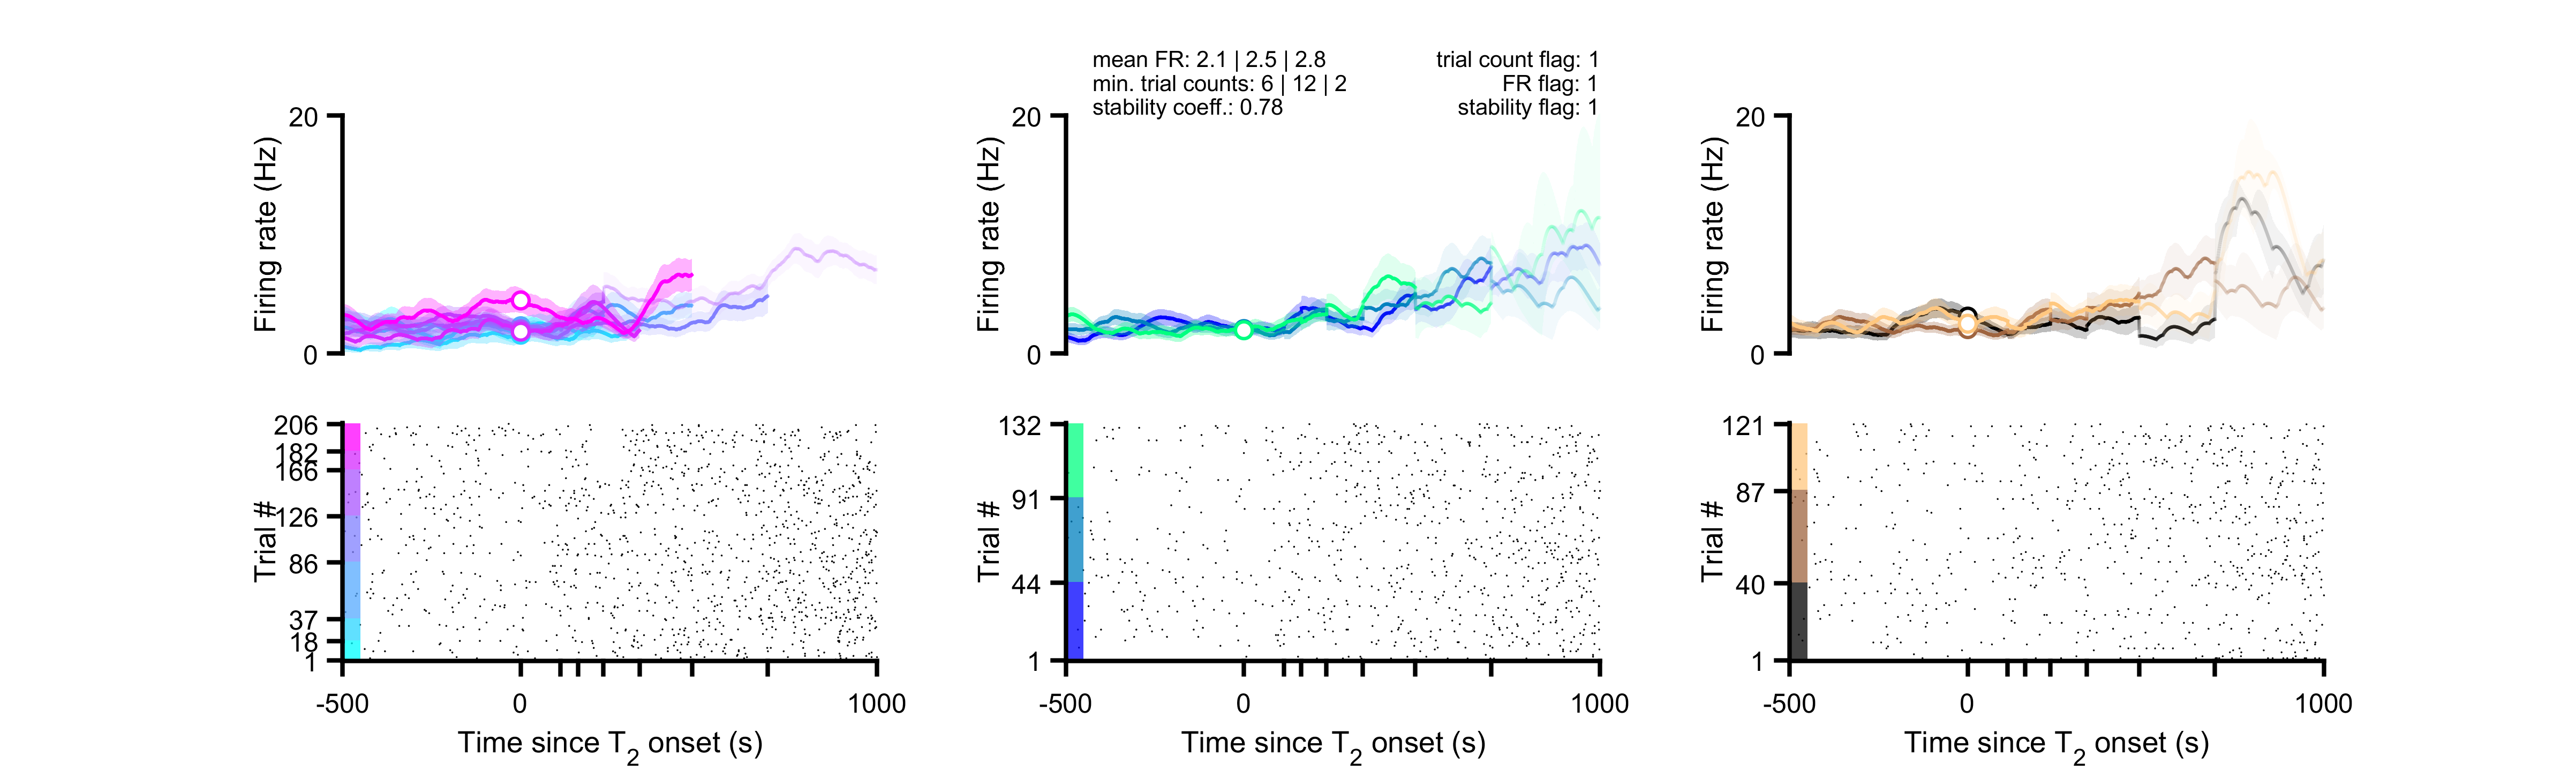 mean FR: 2.1 | 2.5 | 2.8
min. trial counts: 6 | 12 | 2
stability coeff.: 0.78
trial count flag: 1
FR flag: 1
stability flag: 1
20
0
Firing rate (Hz)
20
0
Firing rate (Hz)
20
0
Firing rate (Hz)
206
182
166
126
86
37
18
1
Trial #
132
91
44
1
Trial #
121
87
40
1
Trial #
-500 0 1000
Time since T2 onset (s)
-500 0 1000
Time since T2 onset (s)
-500 0 1000
Time since T2 onset (s)